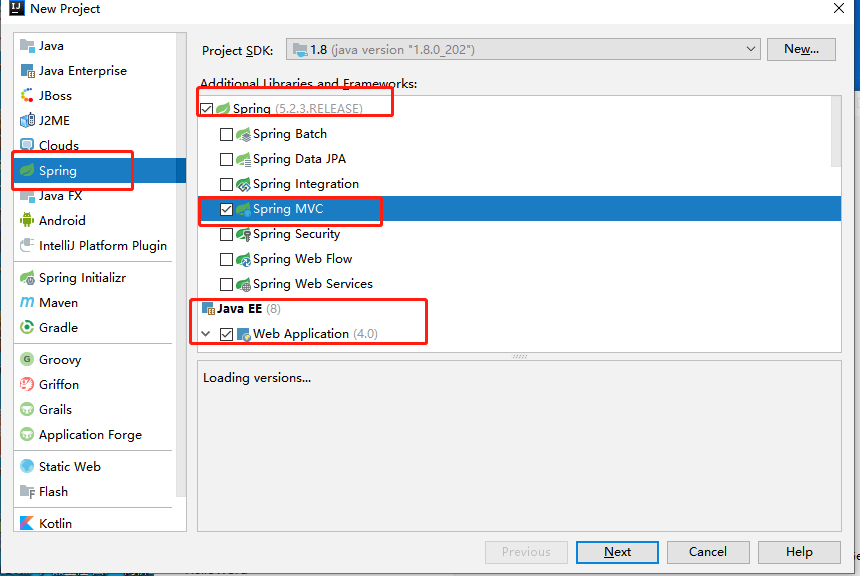 New Project
Java
Java Enterprise
JBoss
J2ME
Clouds
Spring
Java FX
Android
IntelliJ Platform Plugin
Spring Initializr
Maven
Gradle
Groovy
Griffon
Grails
Application Forge
Static Web
Flash
Kotlin
Project SDK: 1.8 (java version "1.8.0_202") New...
Additional Libraries and Frameworks:
Spring (5.2.3.RELEASE)
Spring Batch
Spring Data JPA
Spring Integration
Spring MVC
Spring Security
Spring Web Flow
Spring Web Services
Java EE (8)
Web Application (4.0)
Loading versions...
Previous Next Cancel Help